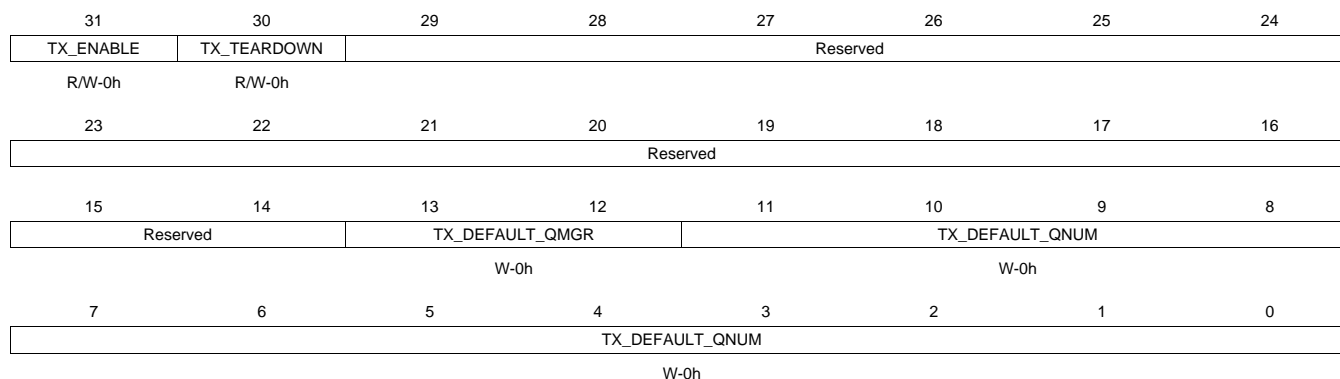 31 30 29 28 27 26 25 24
TX_ENABLE TX_TEARDOWN Reserved
R/W-0h R/W-0h
23 22 21 20 19 18 17 16
Reserved
15 14 13 12 11 10 9 8
Reserved TX_DEFAULT_QMGR TX_DEFAULT_QNUM
W-0h W-0h
7 6 5 4 3 2 1 0
TX_DEFAULT_QNUM
W-0h